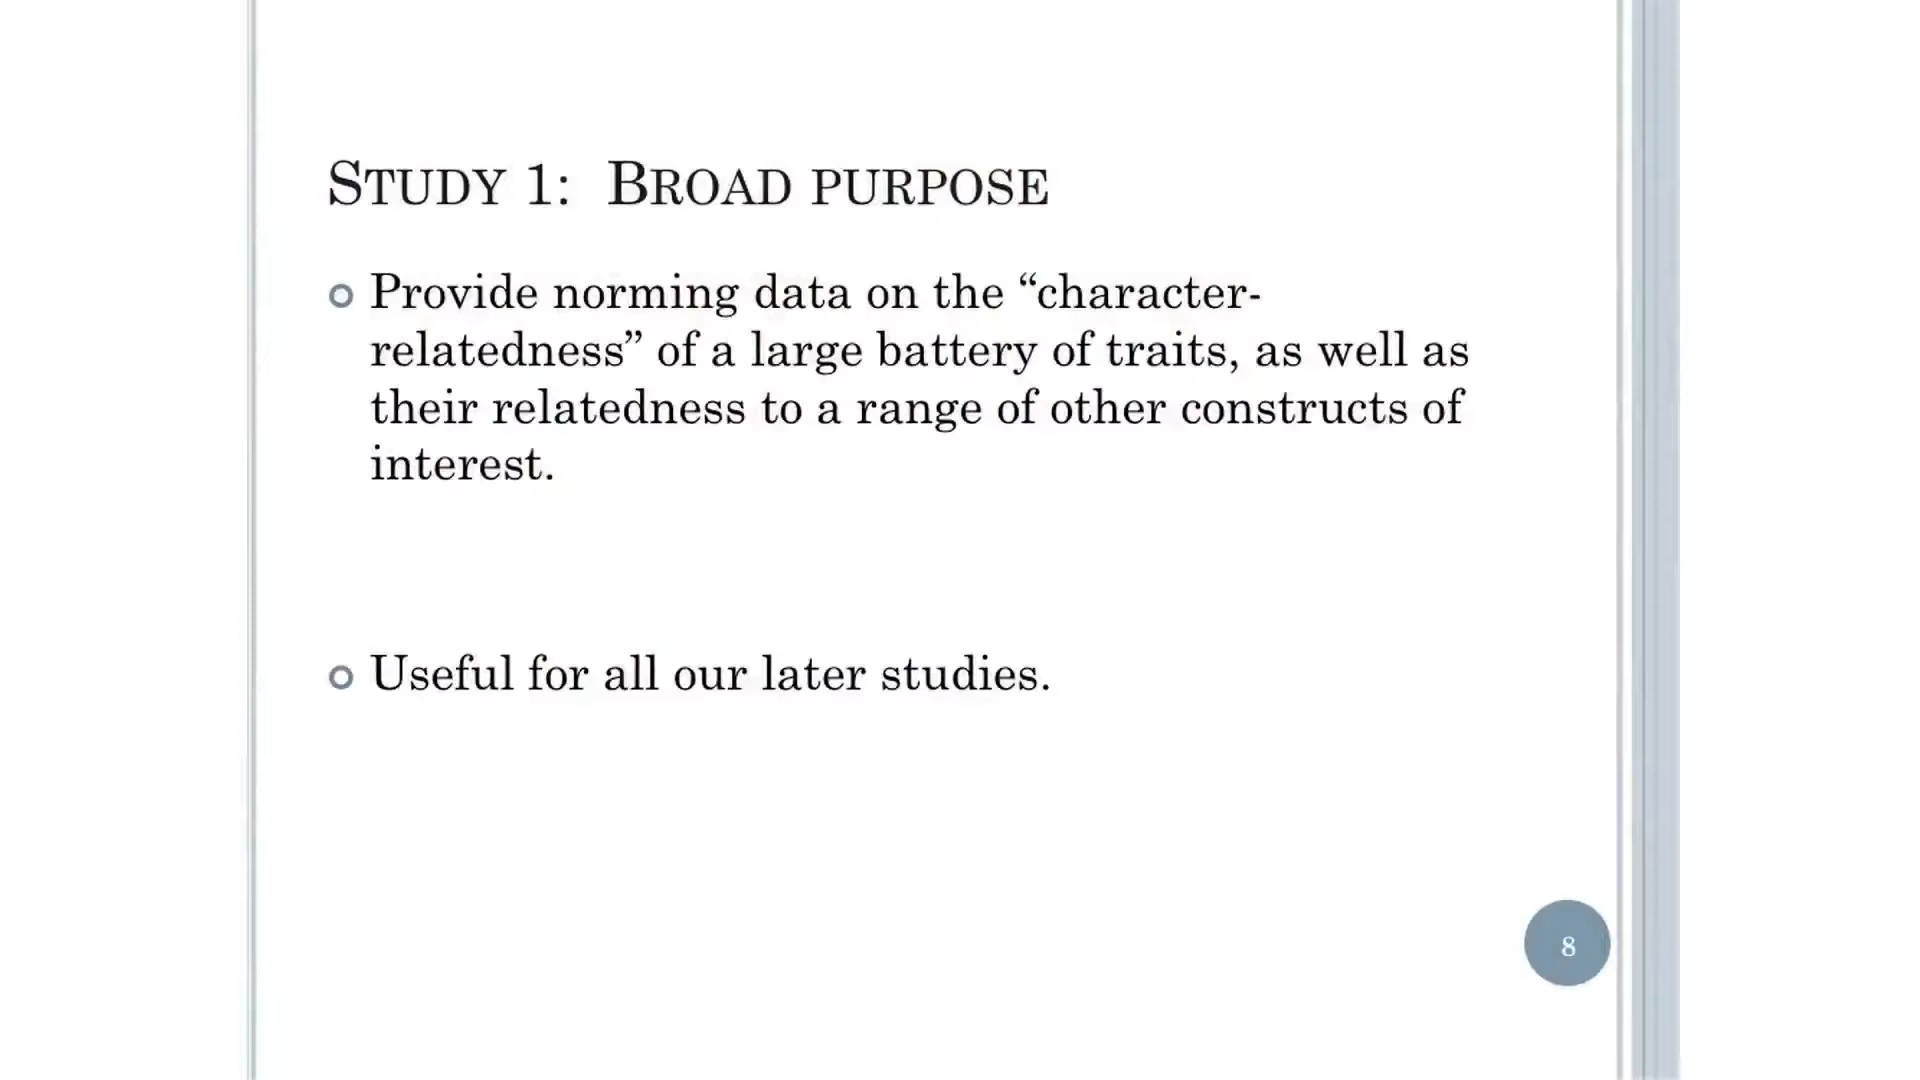 STUDY 1: BROAD PURPOSE
Provide norming data on the “character-
relatedness” of a large battery of traits, as well as
their relatedness to a range of other constructs of
interest.
Useful for all our later studies.
8